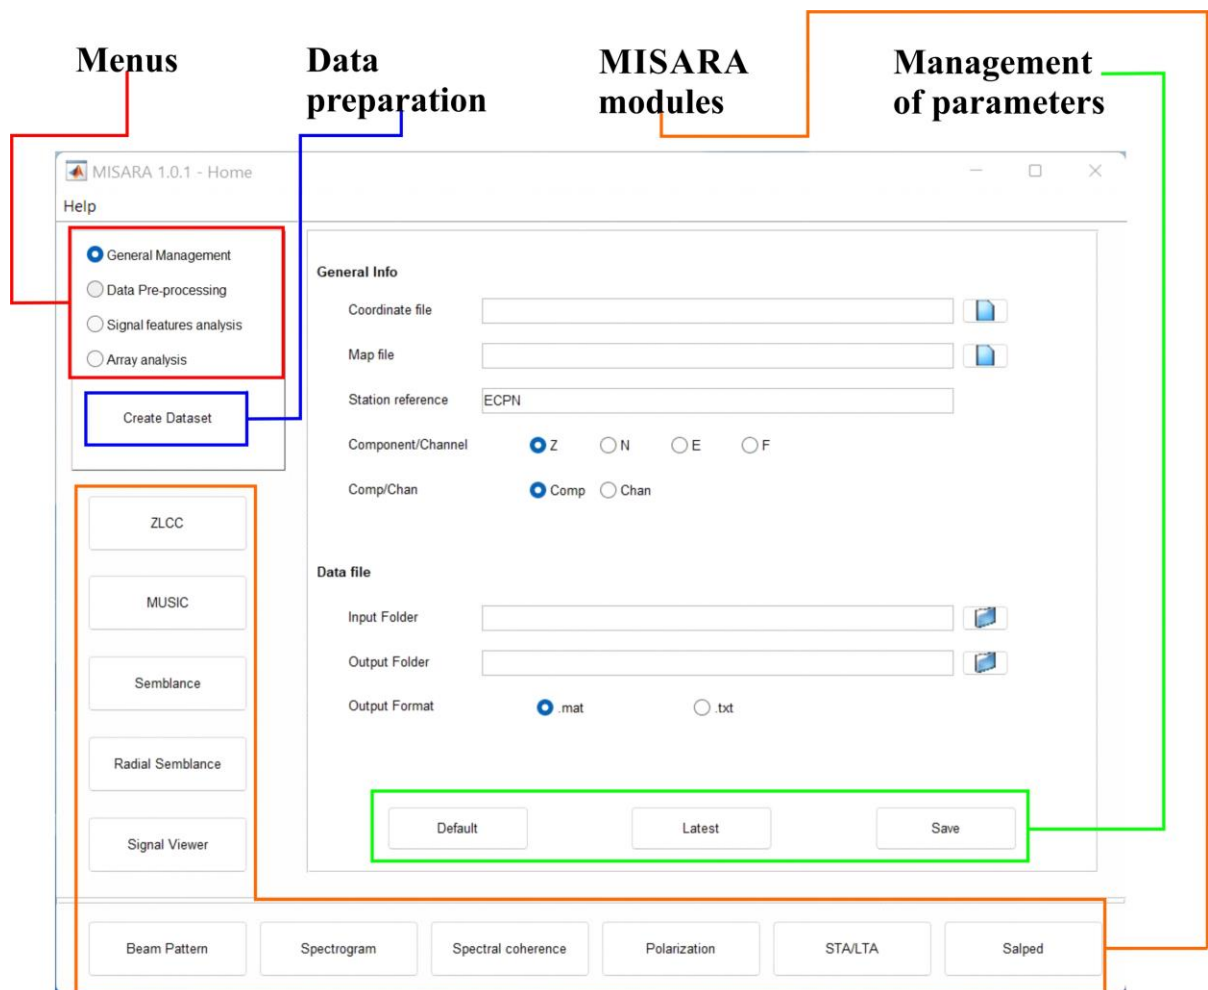 Menus
Data
preparation
MISARA
modules
Management
of parameters
MISARA 1.0.1 - Home
Help
General Management
Data Pre-processing
Signal features analysis
Array analysis
Create Dataset
ZLCC
MUSIC
Semblance
Radial Semblance
Signal Viewer
General Info
Coordinate file
Map file
Station reference ECPN
Component/Channel Z N E F
Comp/Chan Comp Chan
Data file
Input Folder
Output Folder
Output Format .mat .txt
Default Latest Save
Beam Pattern Spectrogram Spectral coherence Polarization STA/LTA Salped